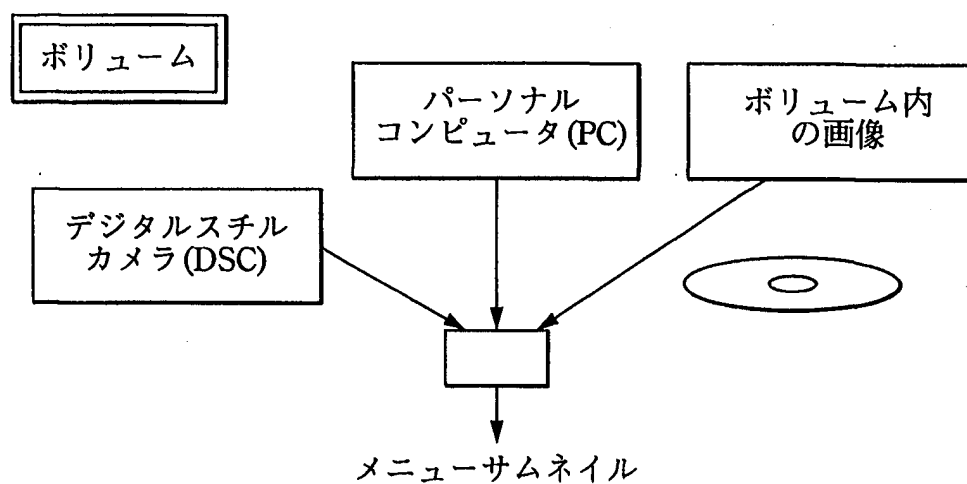 ボリューム
パーソナル
コンピュータ(PC)
ボリューム内
の画像
デジタルスチル
カメラ(DSC)
メニューサムネイル